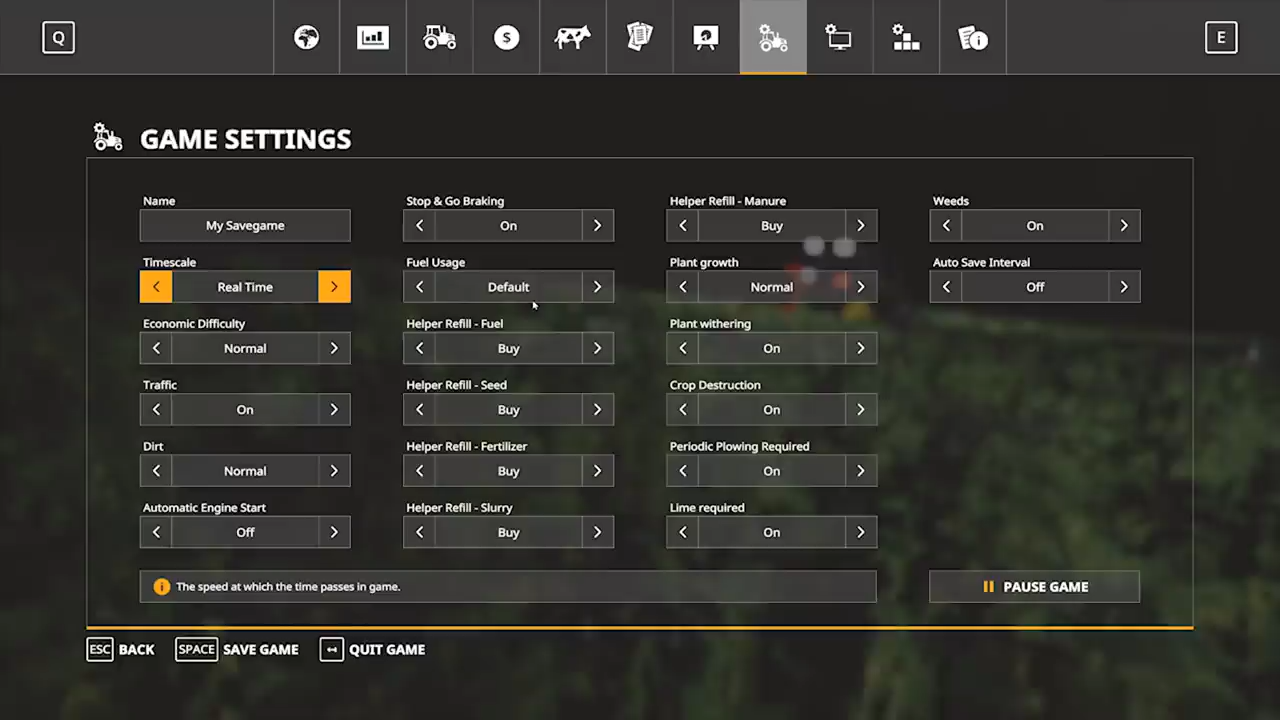 Q
$
E
GAME SETTINGS
Name
My Savegame
Timescale
Real Time
Economic Difficulty
Normal
Traffic
On
Dirt
Normal
Automatic Engine Start
Off
Stop & Go Braking
On
Fuel Usage
Default
Helper Refill - Fuel
Buy
Helper Refill - Seed
Buy
Helper Refill - Fertilizer
Buy
Helper Refill - Slurry
Buy
Helper Refill - Manure
Buy
Plant growth
Normal
Plant withering
On
Crop Destruction
On
Periodic Plowing Required
On
Lime required
On
Weeds
On
Auto Save Interval
Off
The speed at which the time passes in game.
PAUSE GAME
ESC BACK SPACE SAVE GAME QUIT GAME